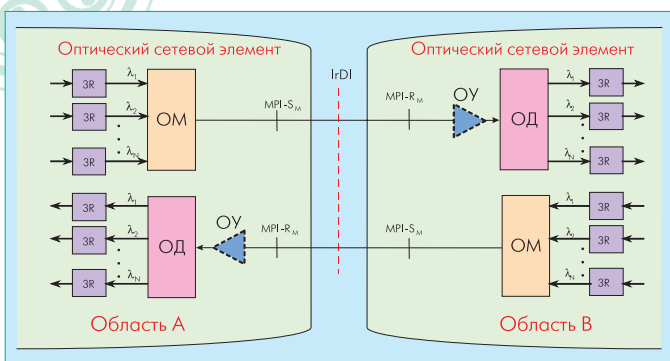 Оптический сетевой элемент
Оптический сетевой элемент
IrDI
3R λ₁
3R λ₂
3R λN
ОМ
MPI-SM
MPI-RM
ОУ
ОД
λ₁ 3R
λ₂ 3R
λN 3R
3R λ₁
3R λ₂
3R λN
ОД
ОУ
MPI-RM
MPI-SM
ОМ
λ₁ 3R
λ₂ 3R
λN 3R
Область A
Область B